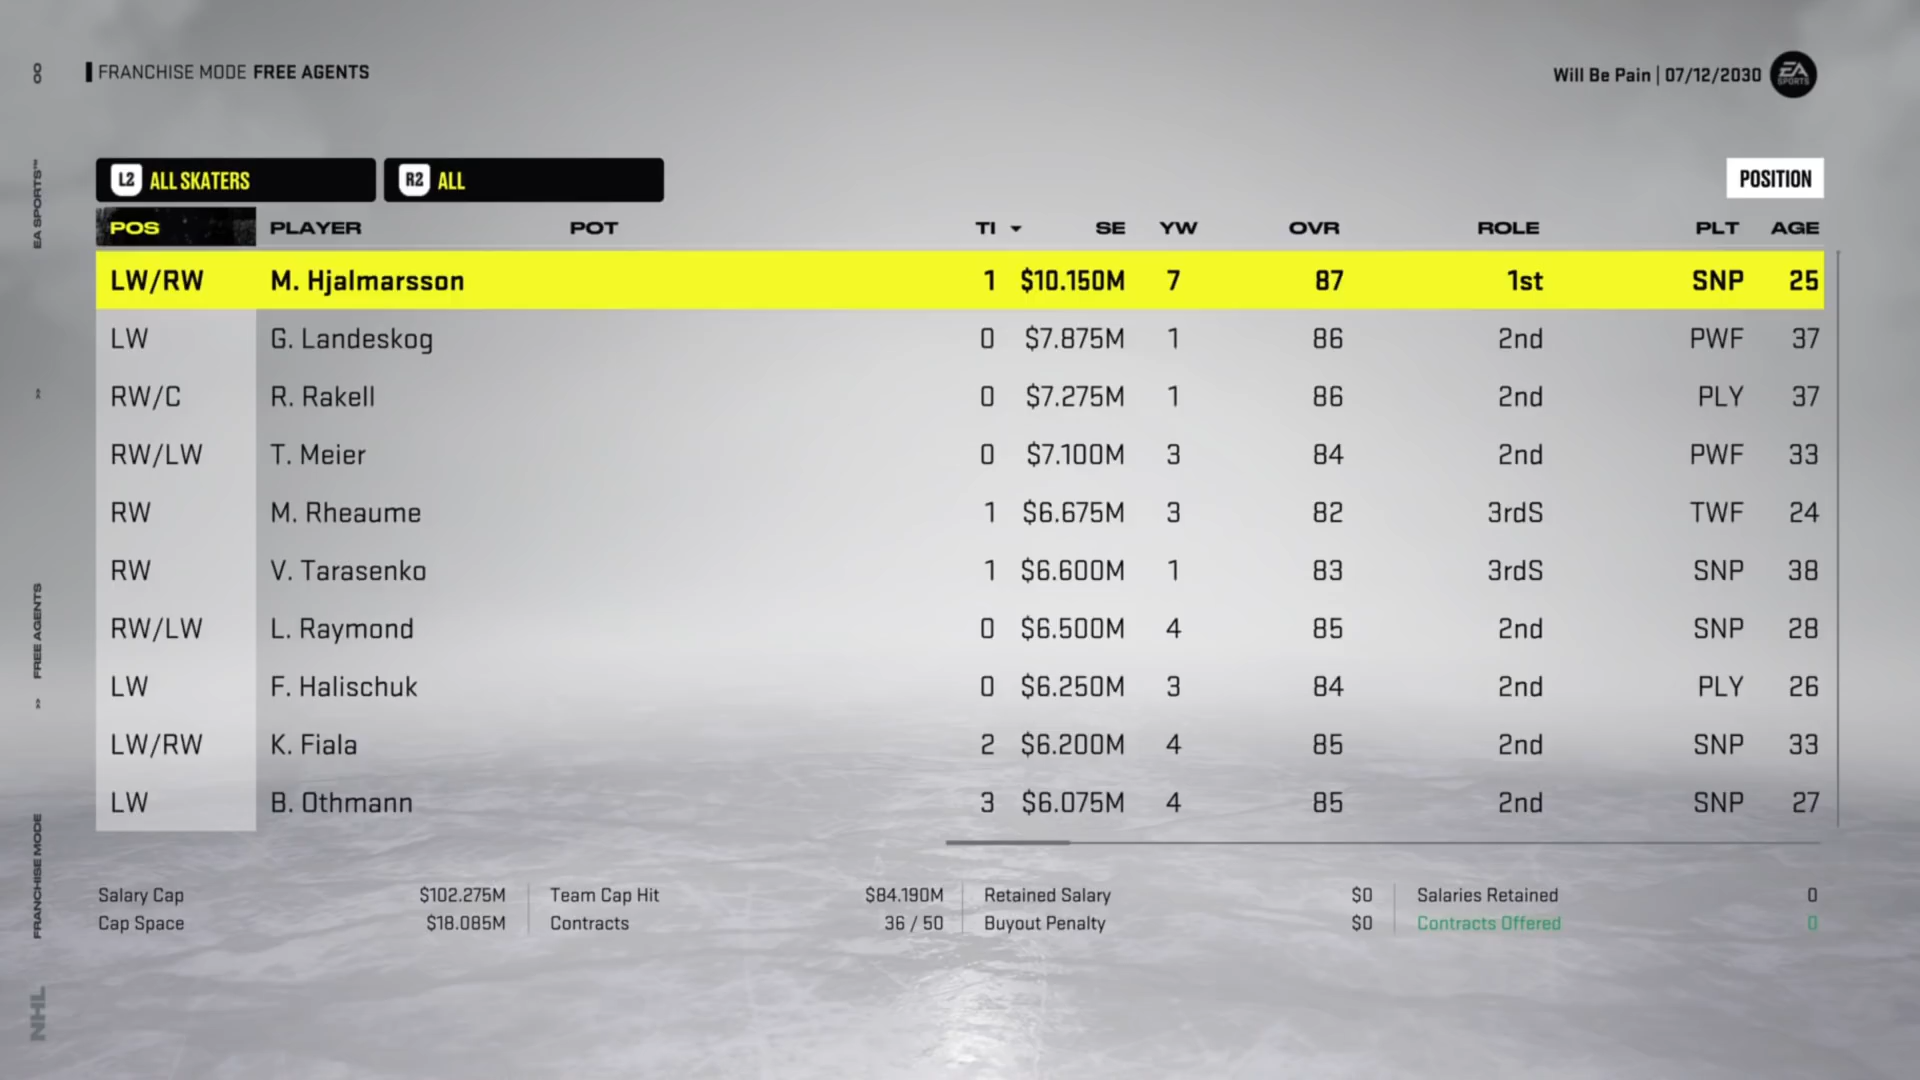 FRANCHISE MODE FREE AGENTS
Will Be Pain | 07/12/2030 EA SPORTS
L2 ALL SKATERS R2 ALL POSITION
POS PLAYER POT TI SE YW OVR ROLE PLT AGE
LW/RW M. Hjalmarsson 1 $10.150M 7 87 1st SNP 25
LW G. Landeskog 0 $7.875M 1 86 2nd PWF 37
RW/C R. Rakell 0 $7.275M 1 86 2nd PLY 37
RW/LW T. Meier 0 $7.100M 3 84 2nd PWF 33
RW M. Rheaume 1 $6.675M 3 82 3rdS TWF 24
RW V. Tarasenko 1 $6.600M 1 83 3rdS SNP 38
RW/LW L. Raymond 0 $6.500M 4 85 2nd SNP 28
LW F. Halischuk 0 $6.250M 3 84 2nd PLY 26
LW/RW K. Fiala 2 $6.200M 4 85 2nd SNP 33
LW B. Othmann 3 $6.075M 4 85 2nd SNP 27
Salary Cap $102.275M Team Cap Hit $84.190M Retained Salary $0 Salaries Retained 0
Cap Space $18.085M Contracts 36 / 50 Buyout Penalty $0 Contracts Offered 0
NHL FRANCHISE MODE >> FREE AGENTS >> EA SPORTS™